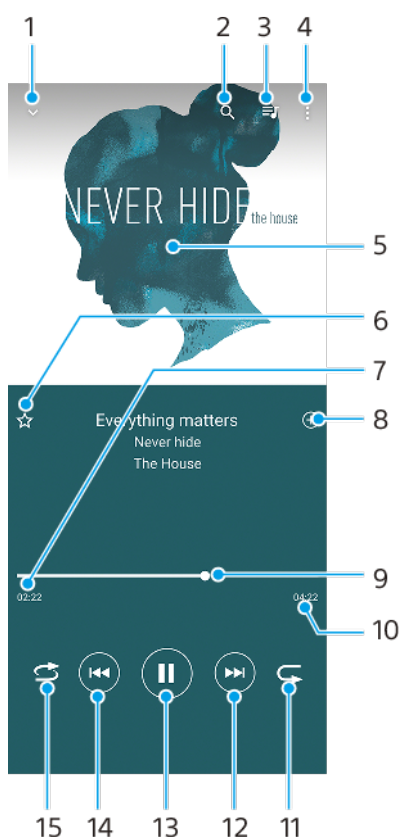 1 2 3 4
NEVER HIDE the house
5
6
7
8
Everything matters
Never hide
The House
9
02:22 04:22
10
15 14 13 12 11